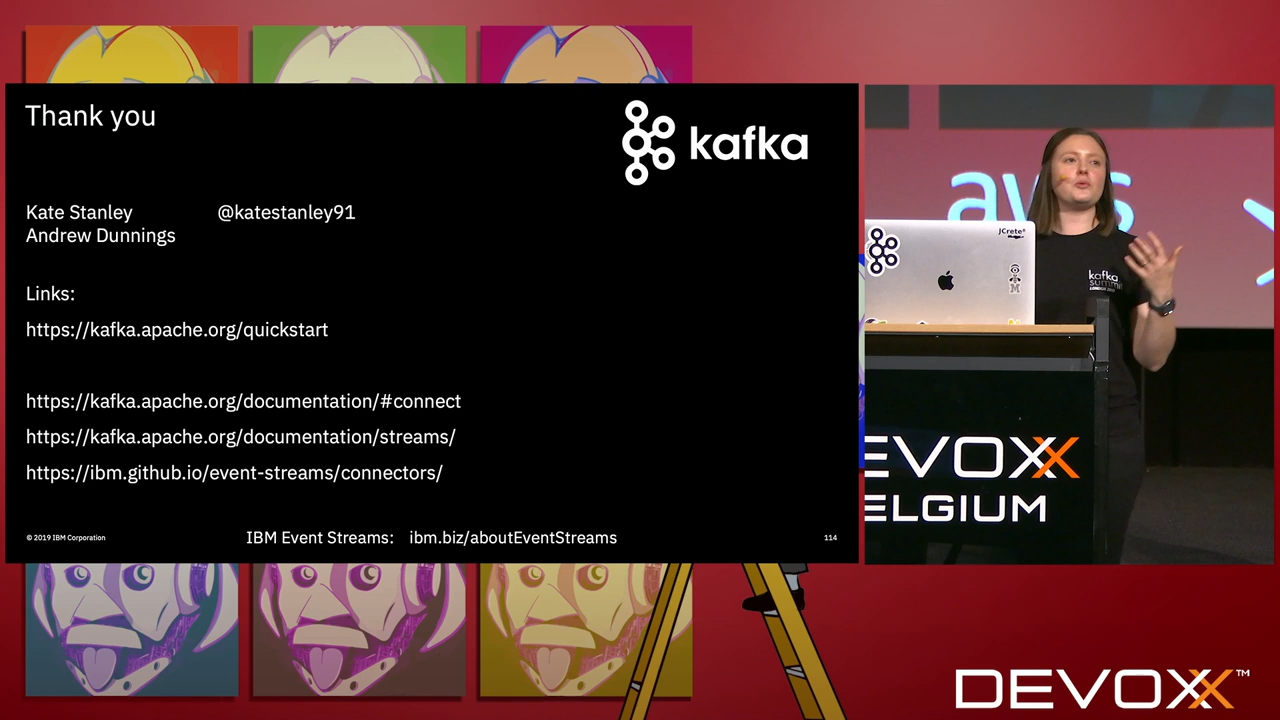 Thank you
kafka
Kate Stanley @katestanley91
Andrew Dunnings
Links:
https://kafka.apache.org/quickstart
https://kafka.apache.org/documentation/#connect
https://kafka.apache.org/documentation/streams/
https://ibm.github.io/event-streams/connectors/
© 2019 IBM Corporation
IBM Event Streams: ibm.biz/aboutEventStreams
114
JCrete
kafka
EVOXX
ELGIUM
DEVOXX™